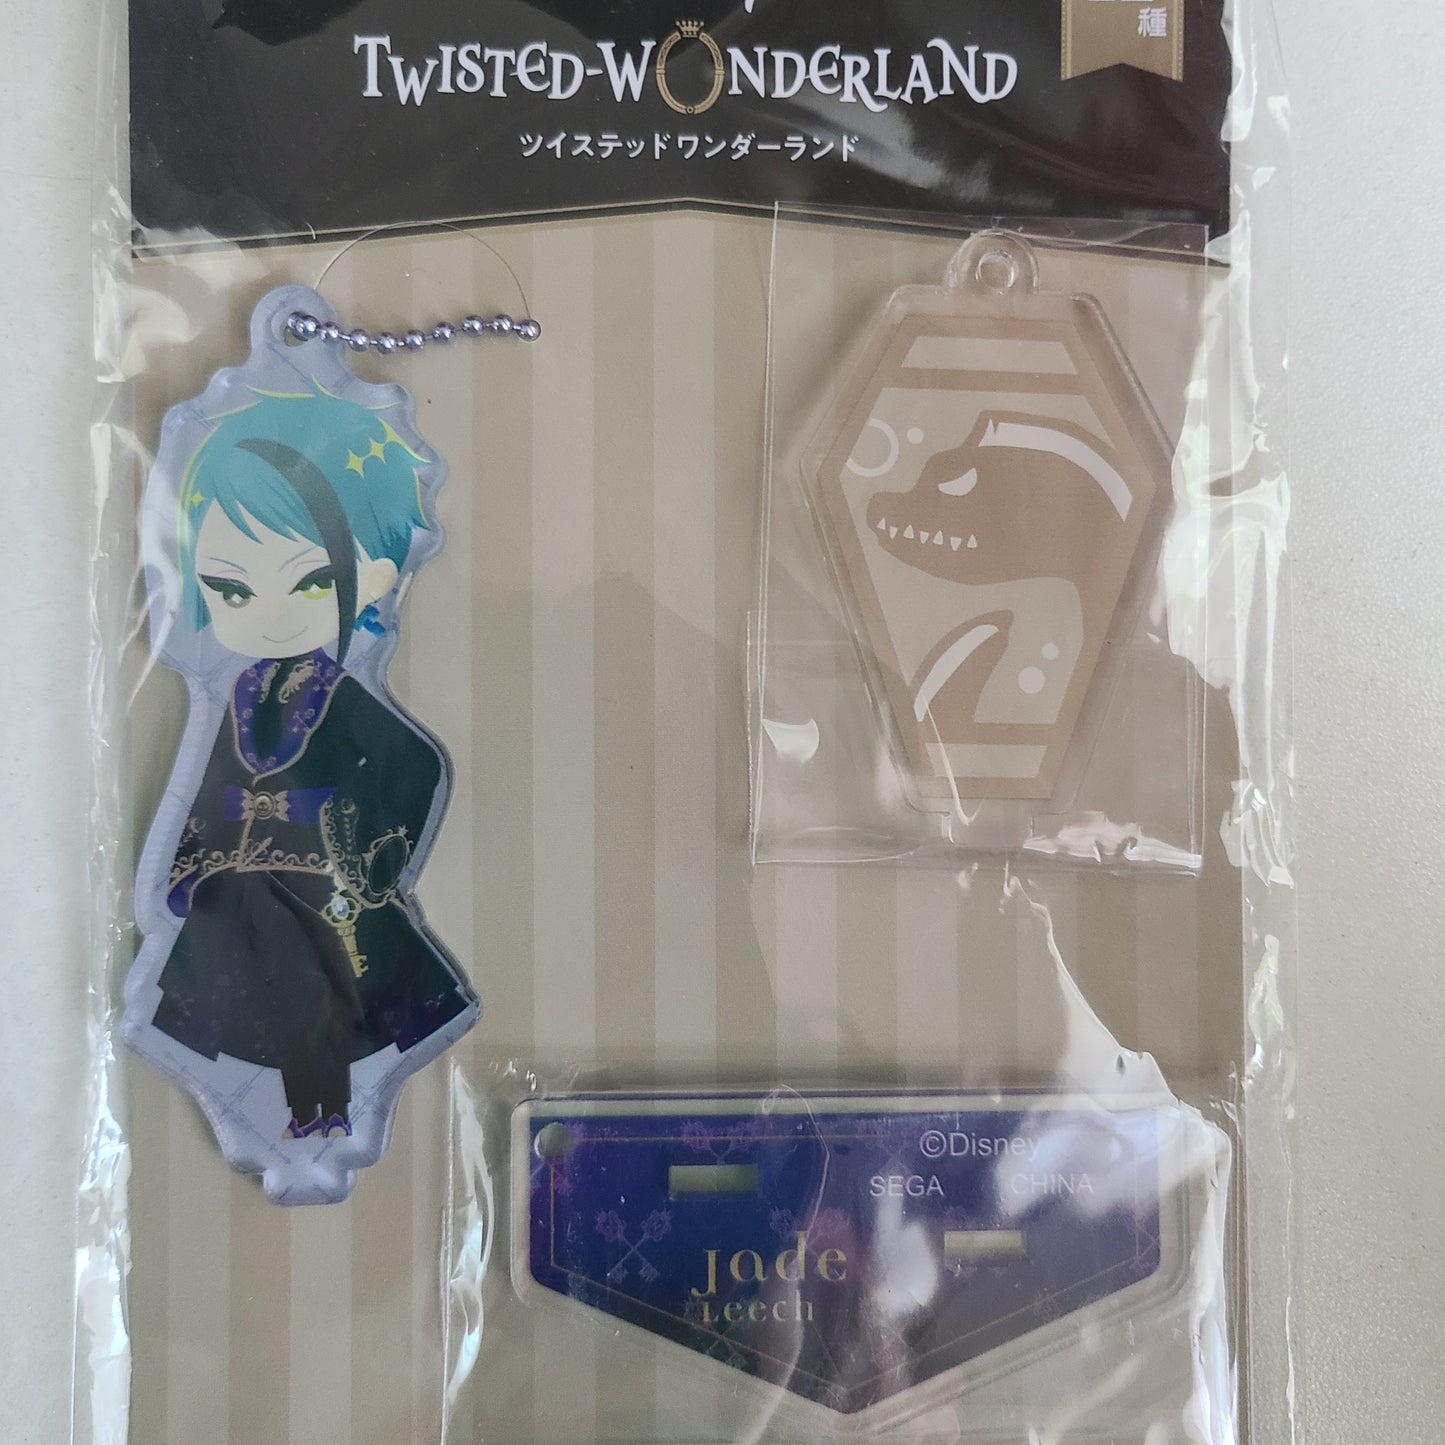 TWISTED-WONDERLAND
種
ツイステッドワンダーランド
©Disney
SEGA CHINA
Jade
Leech